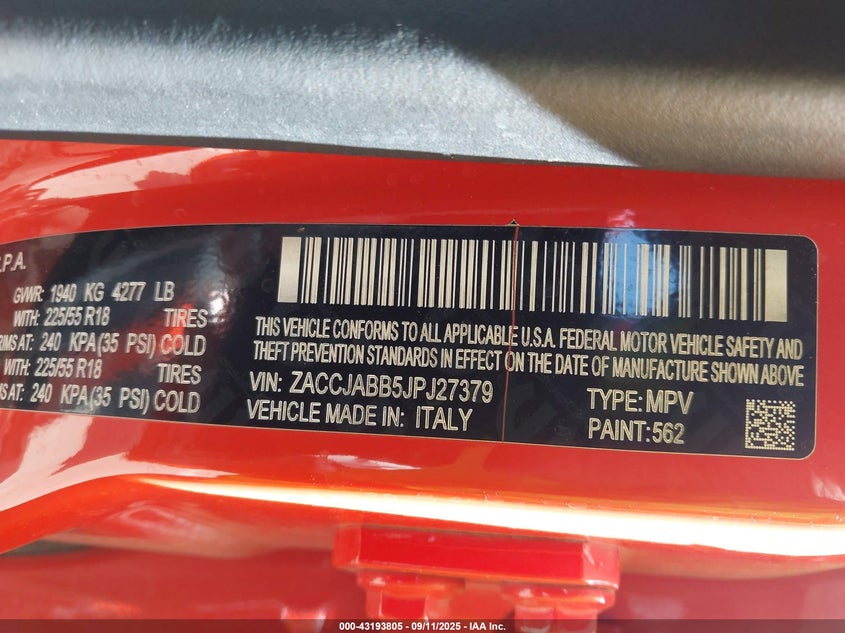 .P.A.
GVWR: 1940 KG 4277 LB
WITH: 225/55 R18 TIRES
RIMS AT: 240 KPA(35 PSI) COLD
WITH: 225/55 R18 TIRES
MS AT: 240 KPA(35 PSI) COLD
THIS VEHICLE CONFORMS TO ALL APPLICABLE U.S.A. FEDERAL MOTOR VEHICLE SAFETY AND
THEFT PREVENTION STANDARDS IN EFFECT ON THE DATE OF MANUFACTURE SHOWN ABOVE
VIN: ZACCJABB5JPJ27379 TYPE: MPV
VEHICLE MADE IN: ITALY PAINT: 562
000-43193805 - 09/11/2025 - IAA Inc.